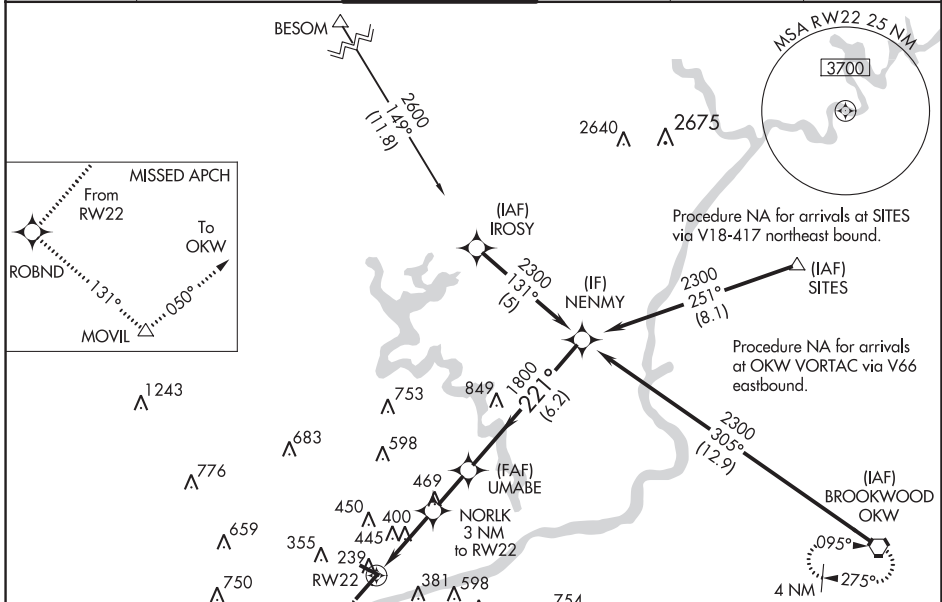 BESOM
2600
149°
(11.8)
MSA RW22 25 NM
3700
2640
2675
MISSED APCH
From
RW22
To
OKW
ROBND
131°
050°
MOVIL
(IAF)
IROSY
2300
131°
(5)
(IF)
NENMY
Procedure NA for arrivals at SITES
via V18-417 northeast bound.
2300
251°
(8.1)
(IAF)
SITES
Procedure NA for arrivals
at OKW VORTAC via V66
eastbound.
1800
221°
(6.2)
2300
305°
(12.9)
1243
753
849
683
598
776
(FAF)
UMABE
469
450
400
NORLK
3 NM
to RW22
659
445
355
239
RW22
(IAF)
BROOKWOOD
OKW
095°
275°
4 NM
750
381
598
754